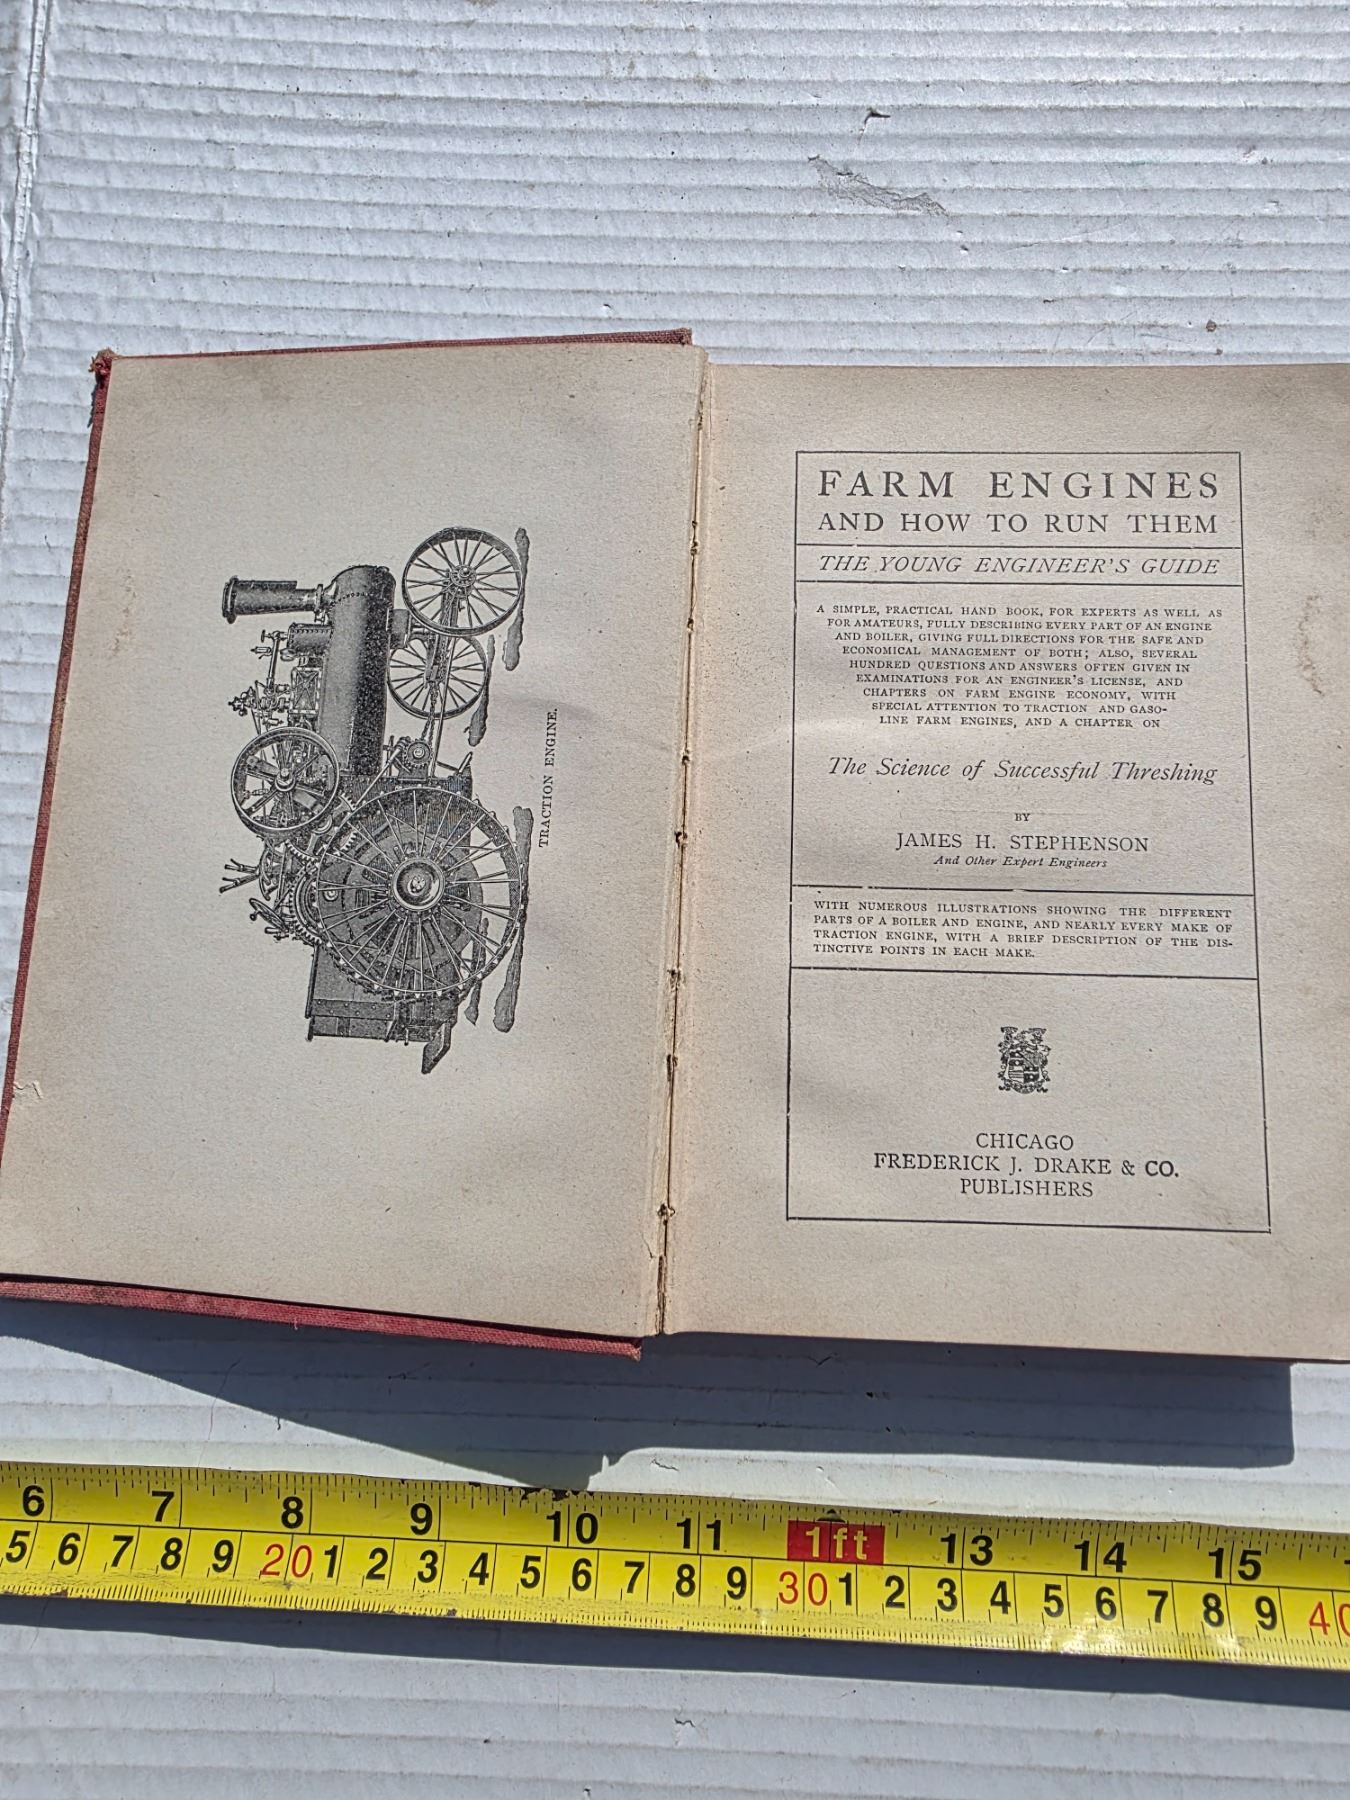 TRACTION ENGINE.
FARM ENGINES
AND HOW TO RUN THEM
THE YOUNG ENGINEER'S GUIDE
A SIMPLE, PRACTICAL HAND BOOK, FOR EXPERTS AS WELL AS
FOR AMATEURS, FULLY DESCRIBING EVERY PART OF AN ENGINE
AND BOILER, GIVING FULL DIRECTIONS FOR THE SAFE AND
ECONOMICAL MANAGEMENT OF BOTH; ALSO, SEVERAL
HUNDRED QUESTIONS AND ANSWERS OFTEN GIVEN IN
EXAMINATIONS FOR AN ENGINEER'S LICENSE, AND
CHAPTERS ON FARM ENGINE ECONOMY, WITH
SPECIAL ATTENTION TO TRACTION AND GASO-
LINE FARM ENGINES, AND A CHAPTER ON
The Science of Successful Threshing
BY
JAMES H. STEPHENSON
And Other Expert Engineers
WITH NUMEROUS ILLUSTRATIONS SHOWING THE DIFFERENT
PARTS OF A BOILER AND ENGINE, AND NEARLY EVERY MAKE OF
TRACTION ENGINE, WITH A BRIEF DESCRIPTION OF THE DIS-
TINCTIVE POINTS IN EACH MAKE.
CHICAGO
FREDERICK J. DRAKE & CO.
PUBLISHERS
6 7 8 9 10 11 1ft 13 14 15
5 6 7 8 9 20 1 2 3 4 5 6 7 8 9 30 1 2 3 4 5 6 7 8 9 40